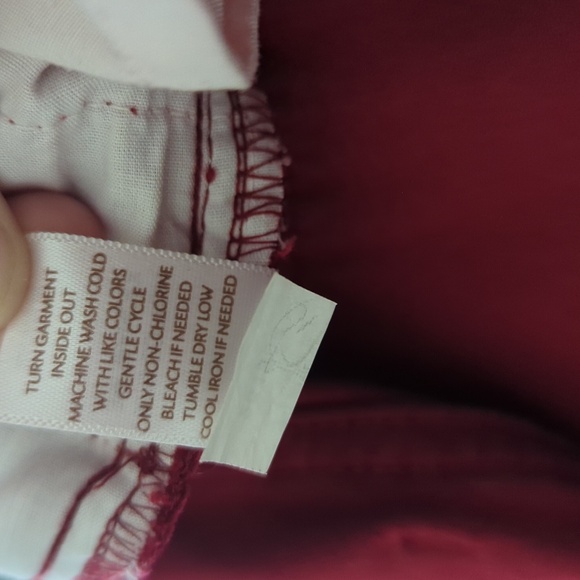 TURN GARMENT
INSIDE OUT
MACHINE WASH COLD
WITH LIKE COLORS
GENTLE CYCLE
ONLY NON-CHLORINE
BLEACH IF NEEDED
TUMBLE DRY LOW
COOL IRON IF NEEDED